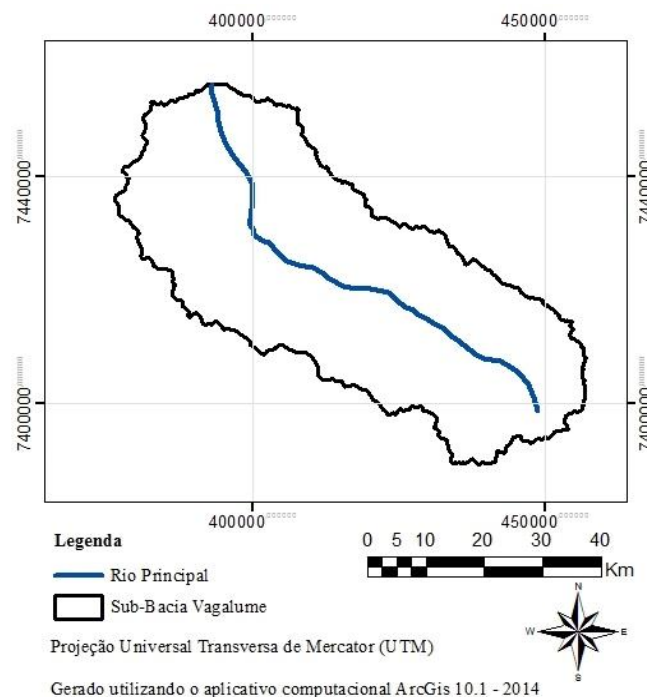 400000 450000
7440000 7440000
7400000 7400000
400000 450000
Legenda
Rio Principal
Sub-Bacia Vagalume
0 5 10 20 30 40
Km
N
W E
S
Projeção Universal Transversa de Mercator (UTM)
Gerado utilizando o aplicativo computacional ArcGis 10.1 - 2014